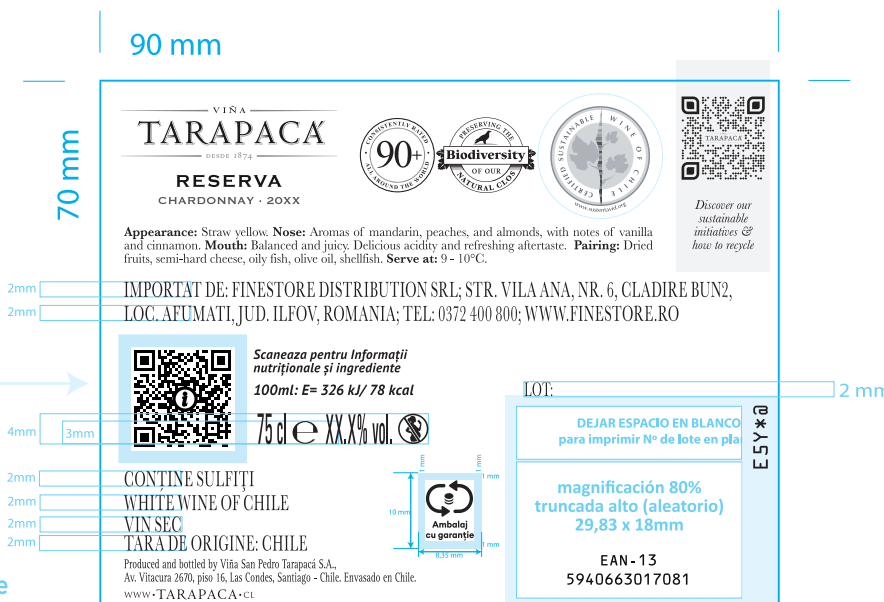 90 mm
70 mm
VIÑA
TARAPACÁ
DESDE 1874
RESERVA
CHARDONNAY · 20XX
CONSISTENTLY RATED
90+
ALL AROUND THE WORLD
PRESERVING THE
Biodiversity
OF OUR
NATURAL CLOS
CERTIFIED SUSTAINABLE WINE OF CHILE
www.sustentavid.org
TARAPACÁ
Discover our
sustainable
initiatives &
how to recycle
Appearance: Straw yellow. Nose: Aromas of mandarin, peaches, and almonds, with notes of vanilla
and cinnamon. Mouth: Balanced and juicy. Delicious acidity and refreshing aftertaste. Pairing: Dried
fruits, semi-hard cheese, oily fish, olive oil, shellfish. Serve at: 9 - 10°C.
2mm
IMPORTAT DE: FINESTORE DISTRIBUTION SRL; STR. VILA ANA, NR. 6, CLADIRE BUN2,
2mm
LOC. AFUMATI, JUD. ILFOV, ROMANIA; TEL: 0372 400 800; WWW.FINESTORE.RO
Scaneaza pentru Informații
nutriționale și ingrediente
100ml: E= 326 kJ/ 78 kcal
LOT:
2 mm
4mm
3mm
75 cl e XX.X% vol.
DEJAR ESPACIO EN BLANCO
para imprimir Nº de lote en pla
E5Y*a
2mm
CONȚINE SULFIȚI
2mm
WHITE WINE OF CHILE
2mm
VIN SEC
2mm
TARA DE ORIGINE: CHILE
1 mm
1 mm
1 mm
10 mm
Ambalaj
cu garanție
1 mm
8,35 mm
magnificación 80%
truncada alto (aleatorio)
29,83 x 18mm
EAN-13
5940663017081
Produced and bottled by Viña San Pedro Tarapacá S.A.,
Av. Vitacura 2670, piso 16, Las Condes, Santiago - Chile. Envasado en Chile.
WWW·TARAPACA·CL
e